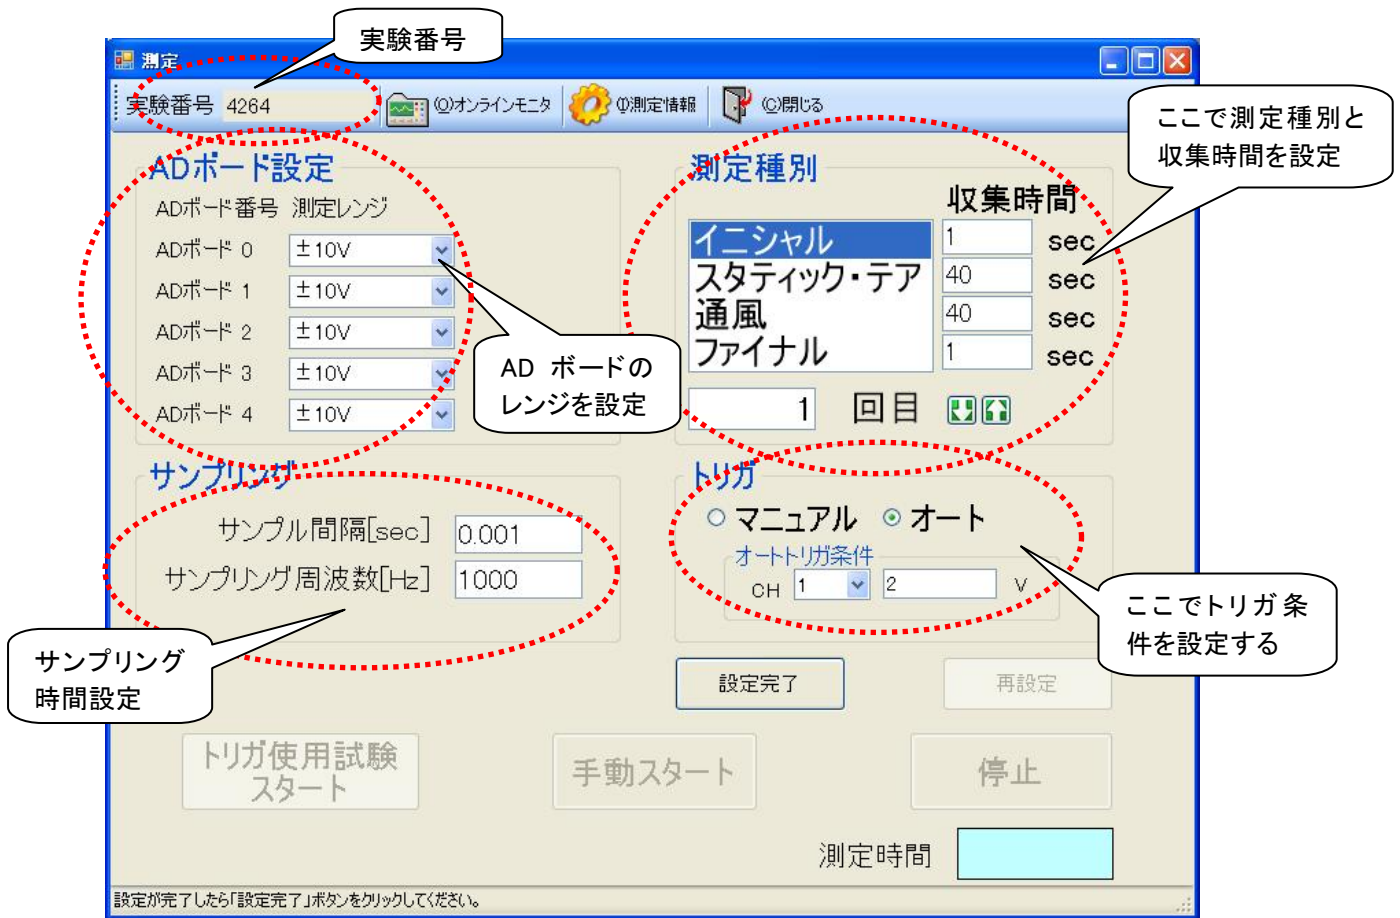 実験番号
測定
実験番号 4264 (O)オンラインモニタ (I)測定情報 (C)閉じる
ここで測定種別と
収集時間を設定
ADボード設定
ADボード番号 測定レンジ
ADボード 0 ±10V
ADボード 1 ±10V
ADボード 2 ±10V
ADボード 3 ±10V
ADボード 4 ±10V
AD ボードの
レンジを設定
測定種別
収集時間
イニシャル 1 sec
スタティック・テア 40 sec
通風 40 sec
ファイナル 1 sec
1 回目
サンプリング
サンプル間隔[sec] 0.001
サンプリング周波数[Hz] 1000
サンプリング
時間設定
トリガ
マニュアル オート
オートトリガ条件
CH 1 2 V
ここでトリガ条
件を設定する
設定完了 再設定
トリガ使用試験
スタート
手動スタート
停止
測定時間
設定が完了したら「設定完了」ボタンをクリックしてください。